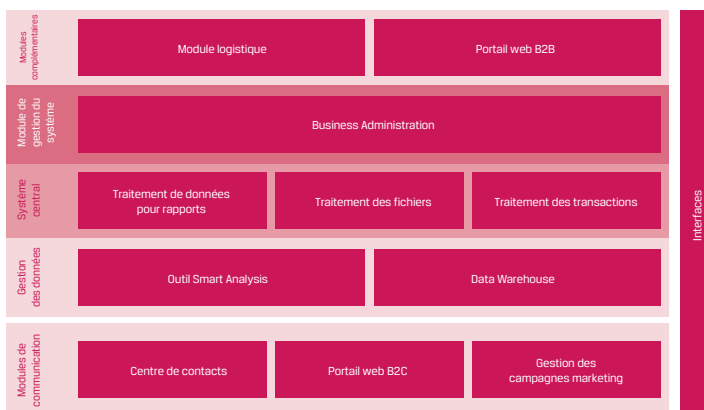 Modules
complémentaires
Module logistique
Portail web B2B
Module de
gestion du
système
Business Administration
Système
central
Traitement de données
pour rapports
Traitement des fichiers
Traitement des transactions
Gestion
des données
Outil Smart Analysis
Data Warehouse
Modules de
communication
Centre de contacts
Portail web B2C
Gestion des
campagnes marketing
Interfaces